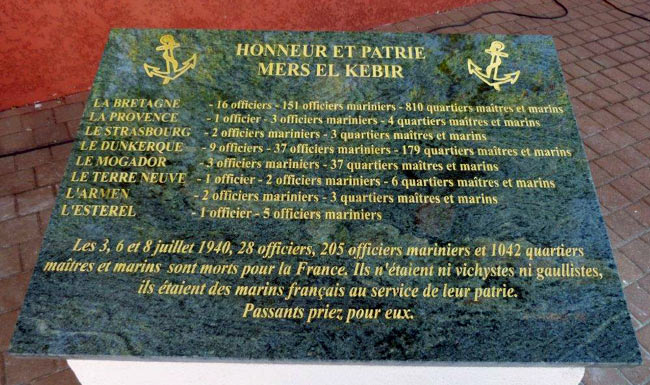 HONNEUR ET PATRIE
MERS EL KEBIR
LA BRETAGNE - 16 officiers - 151 officiers mariniers - 810 quartiers maîtres et marins
LA PROVENCE - 1 officier - 3 officiers mariniers - 4 quartiers maîtres et marins
LE STRASBOURG - 2 officiers mariniers - 3 quartiers maîtres et marins
LE DUNKERQUE - 9 officiers - 37 officiers mariniers - 179 quartiers maîtres et marins
LE MOGADOR - 3 officiers mariniers - 37 quartiers maîtres et marins
LE TERRE NEUVE - 1 officier - 2 officiers mariniers - 6 quartiers maîtres et marins
L'ARMEN - 2 officiers mariniers - 3 quartiers maîtres et marins
L'ESTEREL - 1 officier - 5 officiers mariniers
Les 3, 6 et 8 juillet 1940, 28 officiers, 205 officiers mariniers et 1042 quartiers
maîtres et marins sont morts pour la France. Ils n'étaient ni vichystes ni gaullistes,
ils étaient des marins français au service de leur patrie.
Passants priez pour eux.